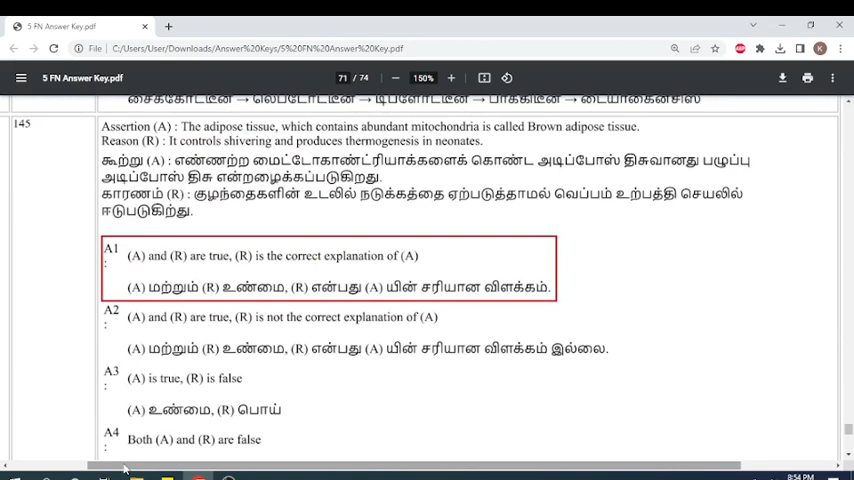 5 FN Answer Key.pdf
File
C:/Users/User/Downloads/Answer%20Keys/5%20FN%20Answer%20Key.pdf
ABP
K
5 FN Answer Key.pdf
71 / 74
150%
சைக்கோட்டீன் → லெப்டோட்டீன் → டிப்ளோட்டீன் → பாக்கிடீன் → டையாகைனசிஸ்
145
Assertion (A) : The adipose tissue, which contains abundant mitochondria is called Brown adipose tissue.
Reason (R) : It controls shivering and produces thermogenesis in neonates.
கூற்று (A) : எண்ணற்ற மைட்டோகாண்ட்ரியாக்களைக் கொண்ட அடிப்போஸ் திசுவானது பழுப்பு
அடிப்போஸ் திசு என்றழைக்கப்படுகிறது.
காரணம் (R) : குழந்தைகளின் உடலில் நடுக்கத்தை ஏற்படுத்தாமல் வெப்பம் உற்பத்தி செயலில்
ஈடுபடுகிற்து.
A1
:
(A) and (R) are true, (R) is the correct explanation of (A)
(A) மற்றும் (R) உண்மை, (R) என்பது (A) யின் சரியான விளக்கம்.
A2
:
(A) and (R) are true, (R) is not the correct explanation of (A)
(A) மற்றும் (R) உண்மை, (R) என்பது (A) யின் சரியான விளக்கம் இல்லை.
A3
:
(A) is true, (R) is false
(A) உண்மை, (R) பொய்
A4
:
Both (A) and (R) are false
8:54 PM